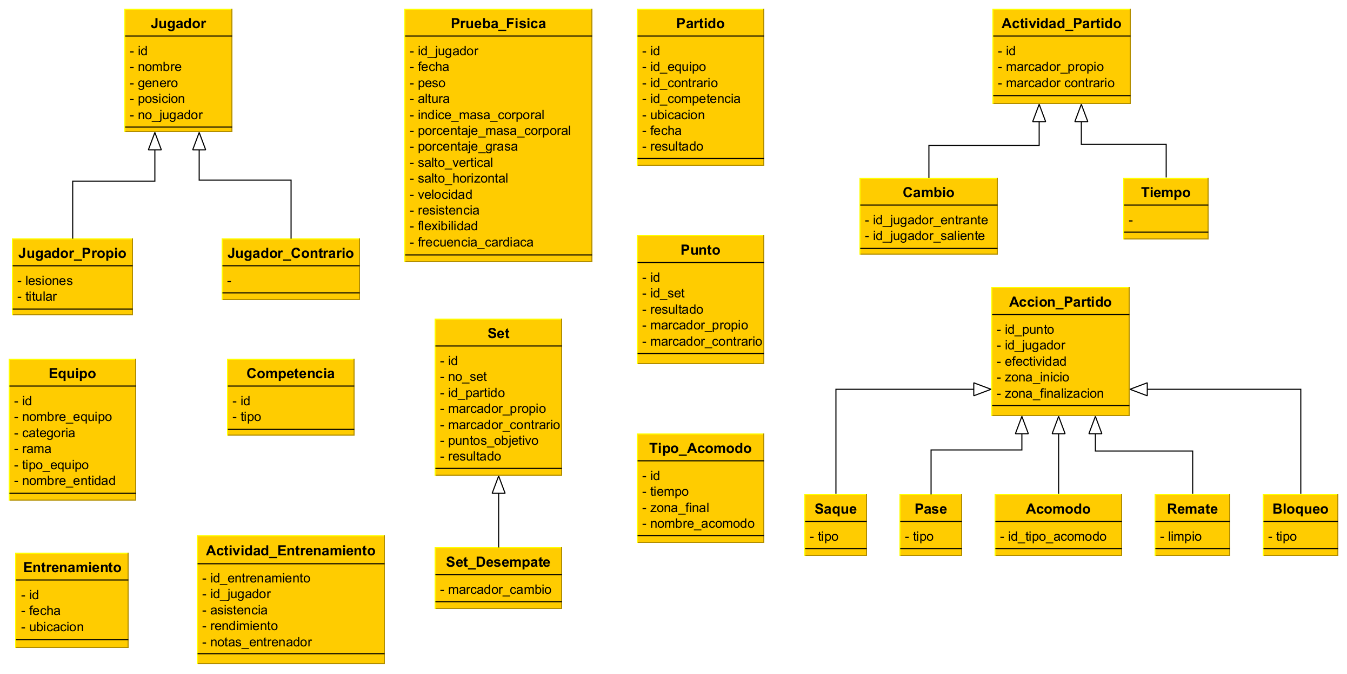 Jugador
- id
- nombre
- genero
- posicion
- no_jugador
Jugador_Propio
- lesiones
- titular
Jugador_Contrario
-
Prueba_Fisica
- id_jugador
- fecha
- peso
- altura
- indice_masa_corporal
- porcentaje_masa_corporal
- porcentaje_grasa
- salto_vertical
- salto_horizontal
- velocidad
- resistencia
- flexibilidad
- frecuencia_cardiaca
Partido
- id
- id_equipo
- id_contrario
- id_competencia
- ubicacion
- fecha
- resultado
Actividad_Partido
- id
- marcador_propio
- marcador contrario
Cambio
- id_jugador_entrante
- id_jugador_saliente
Tiempo
-
Punto
- id
- id_set
- resultado
- marcador_propio
- marcador_contrario
Accion_Partido
- id_punto
- id_jugador
- efectividad
- zona_inicio
- zona_finalizacion
Equipo
- id
- nombre_equipo
- categoria
- rama
- tipo_equipo
- nombre_entidad
Competencia
- id
- tipo
Set
- id
- no_set
- id_partido
- marcador_propio
- marcador_contrario
- puntos_objetivo
- resultado
Tipo_Acomodo
- id
- tiempo
- zona_final
- nombre_acomodo
Saque
- tipo
Pase
- tipo
Acomodo
- id_tipo_acomodo
Remate
- limpio
Bloqueo
- tipo
Entrenamiento
- id
- fecha
- ubicacion
Actividad_Entrenamiento
- id_entrenamiento
- id_jugador
- asistencia
- rendimiento
- notas_entrenador
Set_Desempate
- marcador_cambio